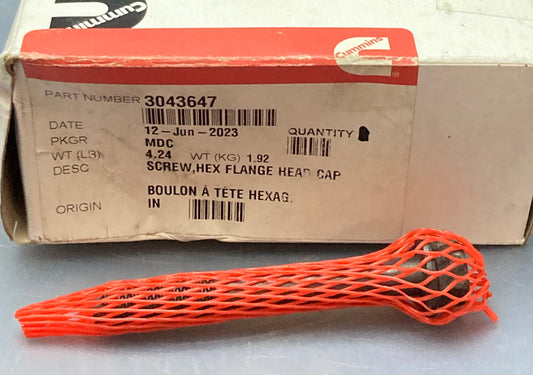 Cummins
Cummins
PART NUMBER 3043647
DATE 12-Jun-2023 QUANTITY
PKGR MDC
WT (LB) 4.24 WT (KG) 1.92
DESC SCREW,HEX FLANGE HEAD CAP
BOULON À TÊTE HEXAG.
ORIGIN IN